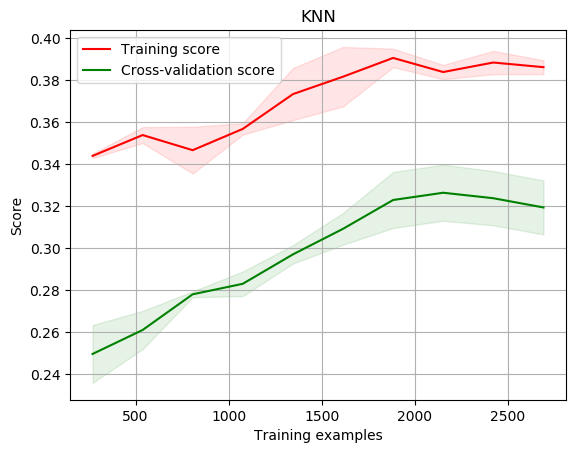 KNN
Training score
Cross-validation score
Score
0.40
0.38
0.36
0.34
0.32
0.30
0.28
0.26
0.24
500
1000
1500
2000
2500
Training examples